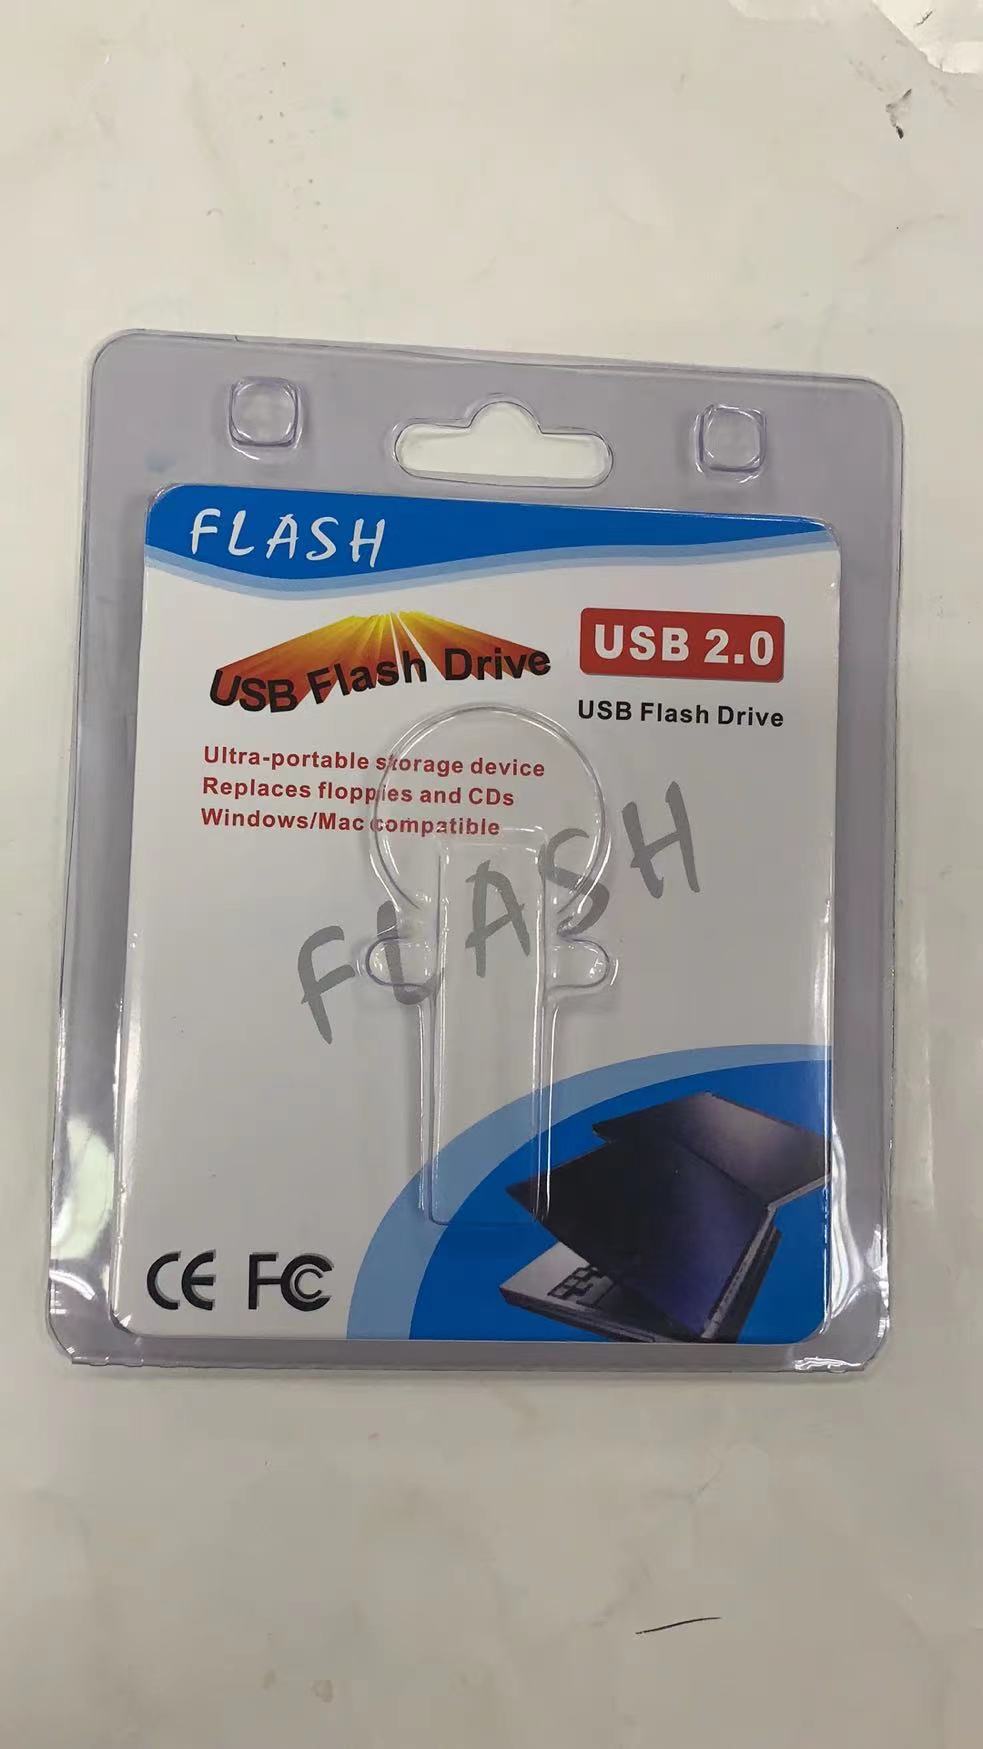 FLASH
USB Flash Drive
USB 2.0
USB Flash Drive
Ultra-portable storage device
Replaces floppies and CDs
Windows/Mac compatible
FLASH
CE FC